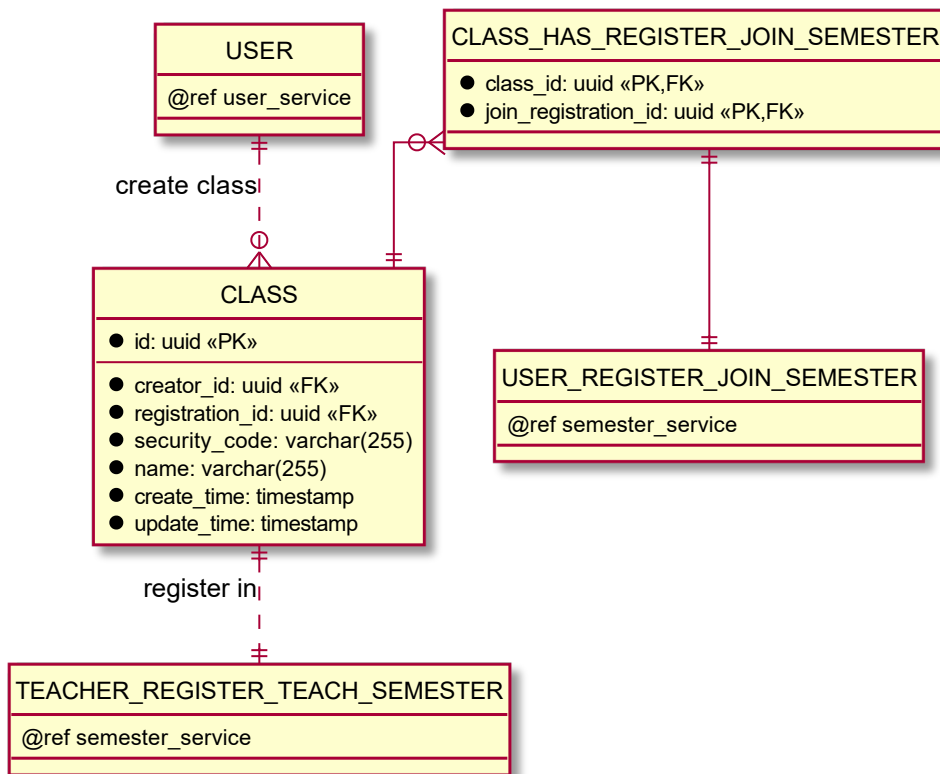 USER
@ref user_service
CLASS_HAS_REGISTER_JOIN_SEMESTER
class_id: uuid «PK,FK»
join_registration_id: uuid «PK,FK»
create class
CLASS
id: uuid «PK»
creator_id: uuid «FK»
registration_id: uuid «FK»
security_code: varchar(255)
name: varchar(255)
create_time: timestamp
update_time: timestamp
USER_REGISTER_JOIN_SEMESTER
@ref semester_service
register in
TEACHER_REGISTER_TEACH_SEMESTER
@ref semester_service